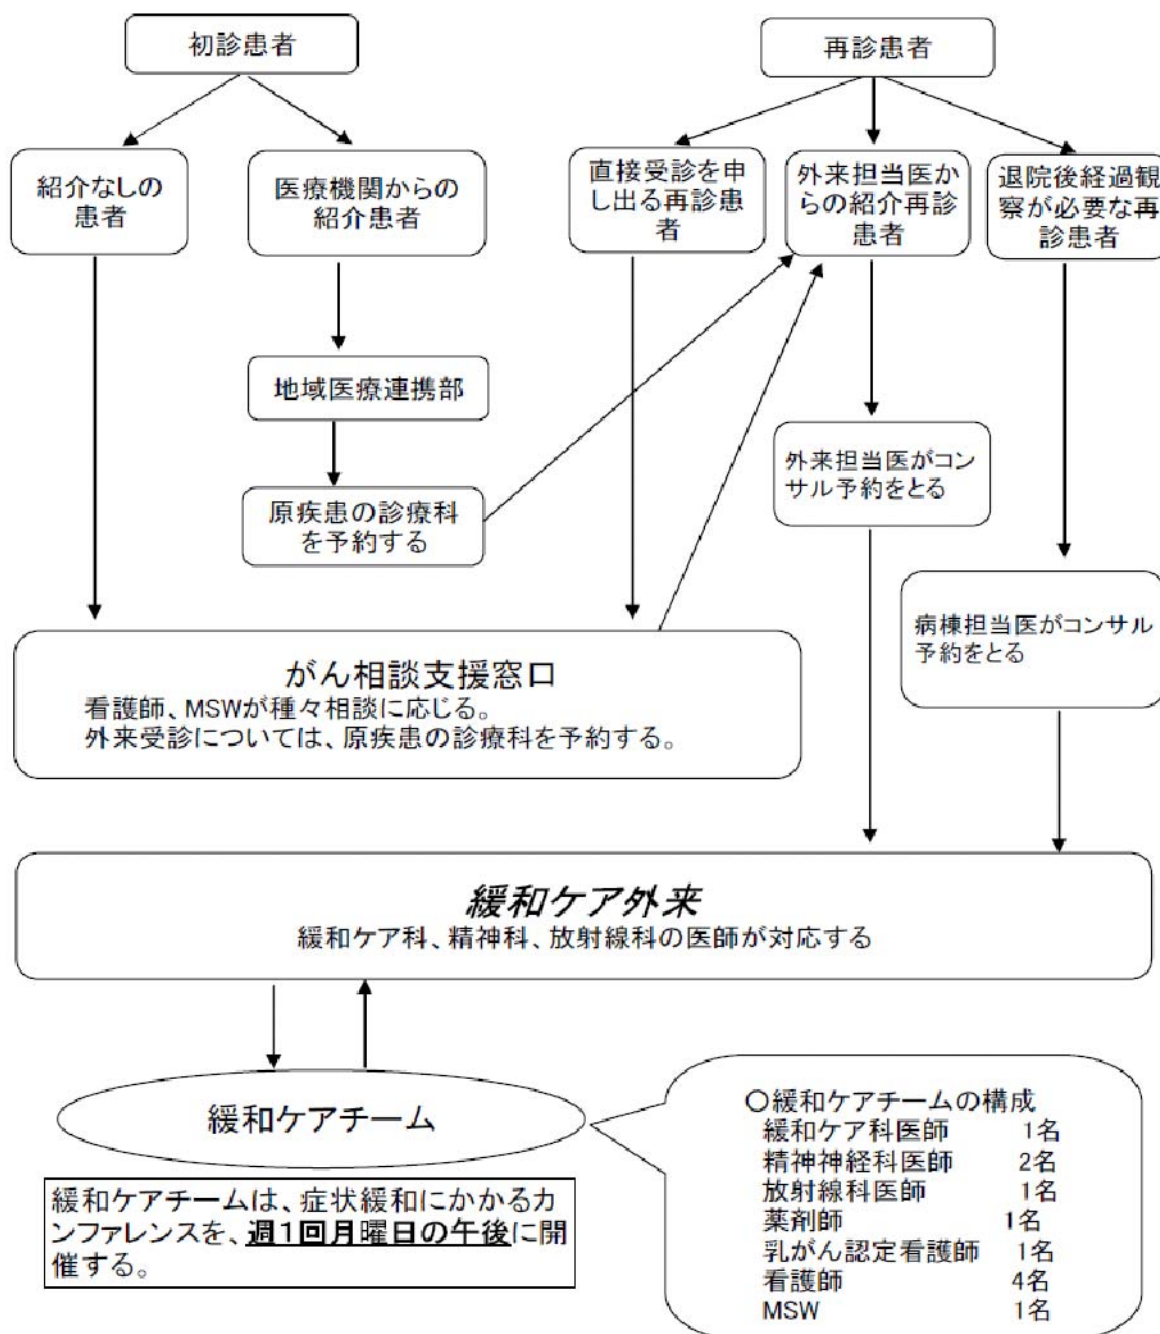 初診患者
再診患者
紹介なしの
患者
医療機関からの
紹介患者
直接受診を申
し出る再診患
者
外来担当医か
らの紹介再診
患者
退院後経過観
察が必要な再
診患者
地域医療連携部
原疾患の診療科
を予約する
外来担当医がコン
サル予約をとる
病棟担当医がコンサル
予約をとる
がん相談支援窓口
看護師、MSWが種々相談に応じる。
外来受診については、原疾患の診療科を予約する。
緩和ケア外来
緩和ケア科、精神科、放射線科の医師が対応する
緩和ケアチーム
緩和ケアチームは、症状緩和にかかるカ
ンファレンスを、週1回月曜日の午後に開
催する。
〇緩和ケアチームの構成
緩和ケア科医師 1名
精神神経科医師 2名
放射線科医師 1名
薬剤師 1名
乳がん認定看護師 1名
看護師 4名
MSW 1名